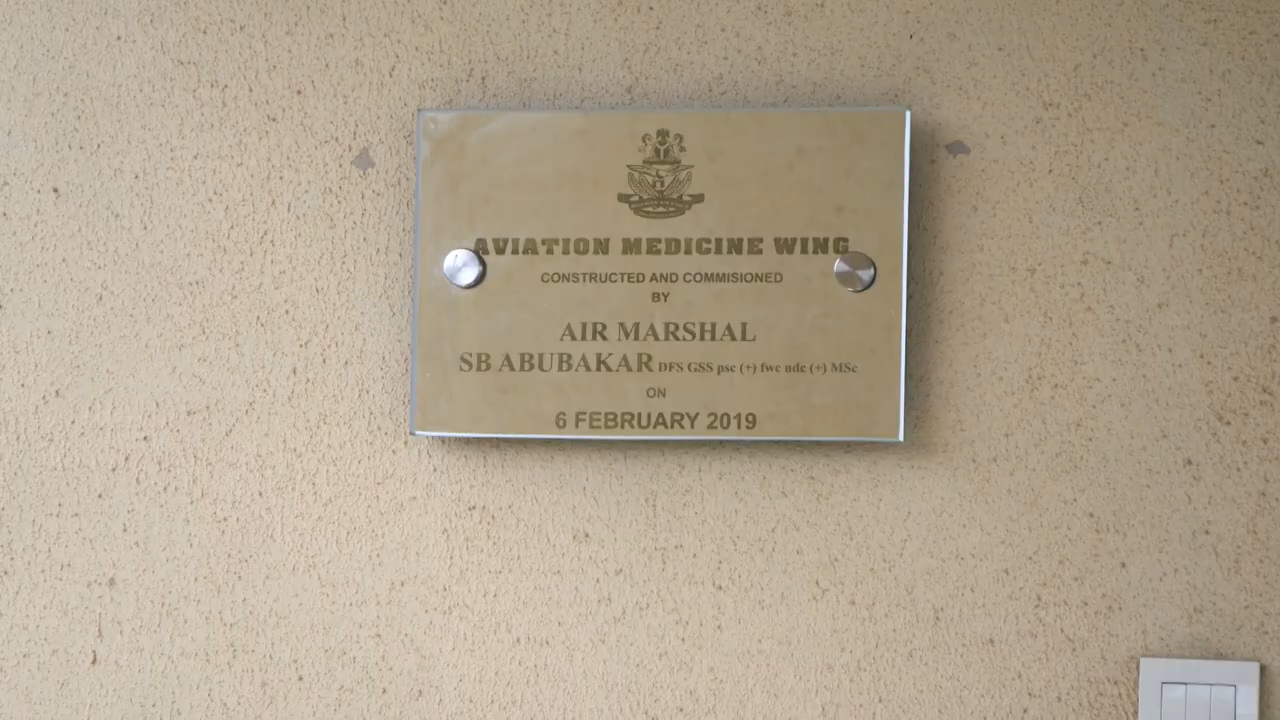 AVIATION MEDICINE WING
CONSTRUCTED AND COMMISIONED
BY
AIR MARSHAL
SB ABUBAKAR DFS GSS psc (+) fwc ndc (+) MSc
ON
6 FEBRUARY 2019